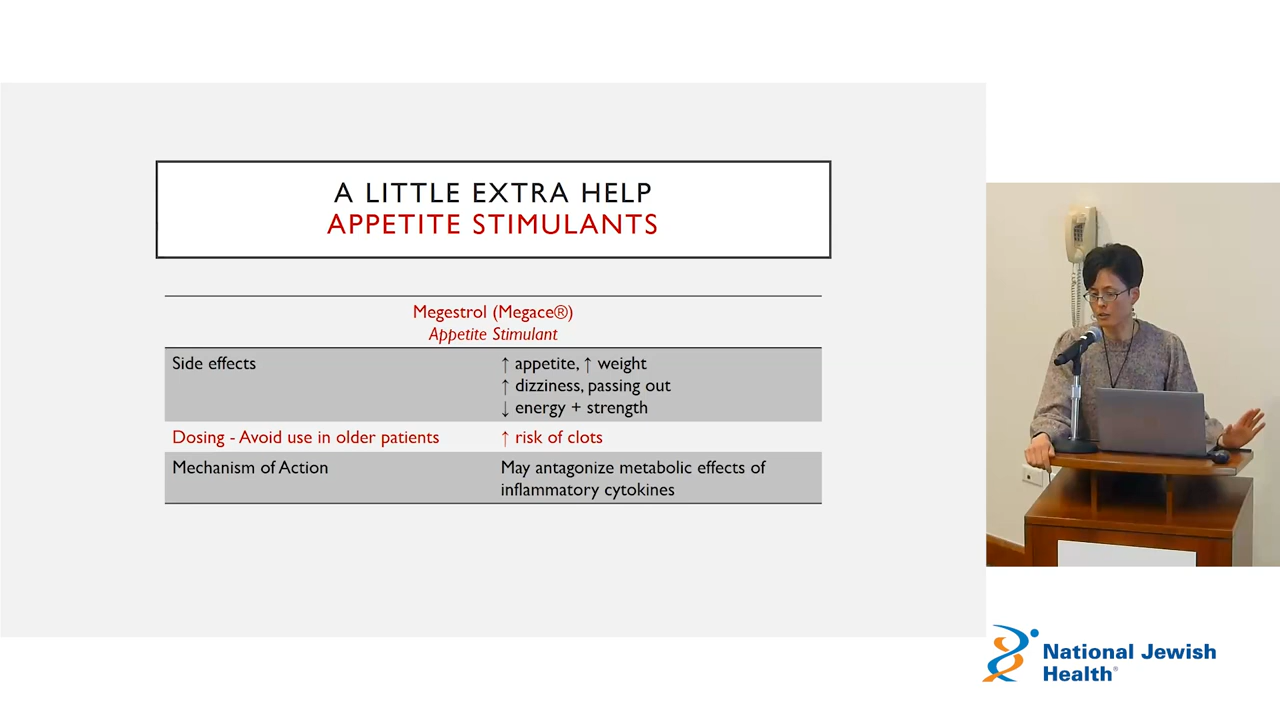 A LITTLE EXTRA HELP
APPETITE STIMULANTS
Megestrol (Megace®)
Appetite Stimulant
Side effects
↑ appetite, ↑ weight
↑ dizziness, passing out
↓ energy + strength
Dosing - Avoid use in older patients
↑ risk of clots
Mechanism of Action
May antagonize metabolic effects of
inflammatory cytokines
National Jewish
Health®